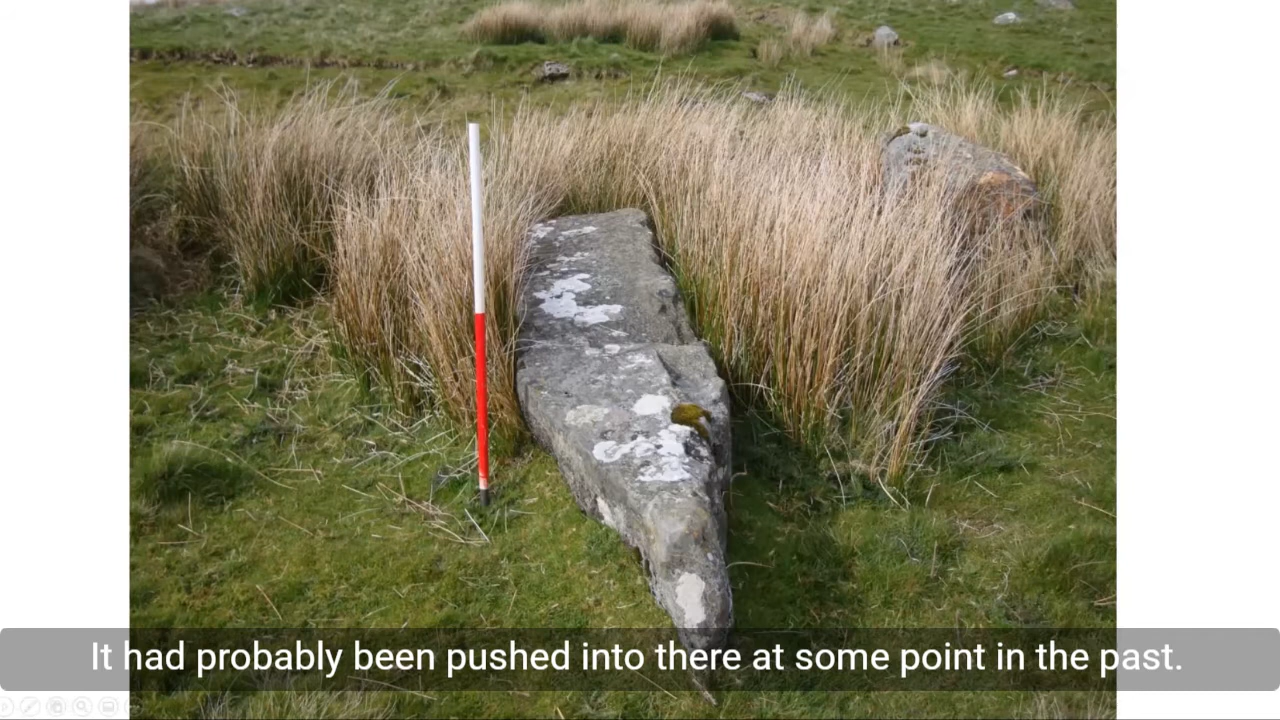 It had probably been pushed into there at some point in the past.